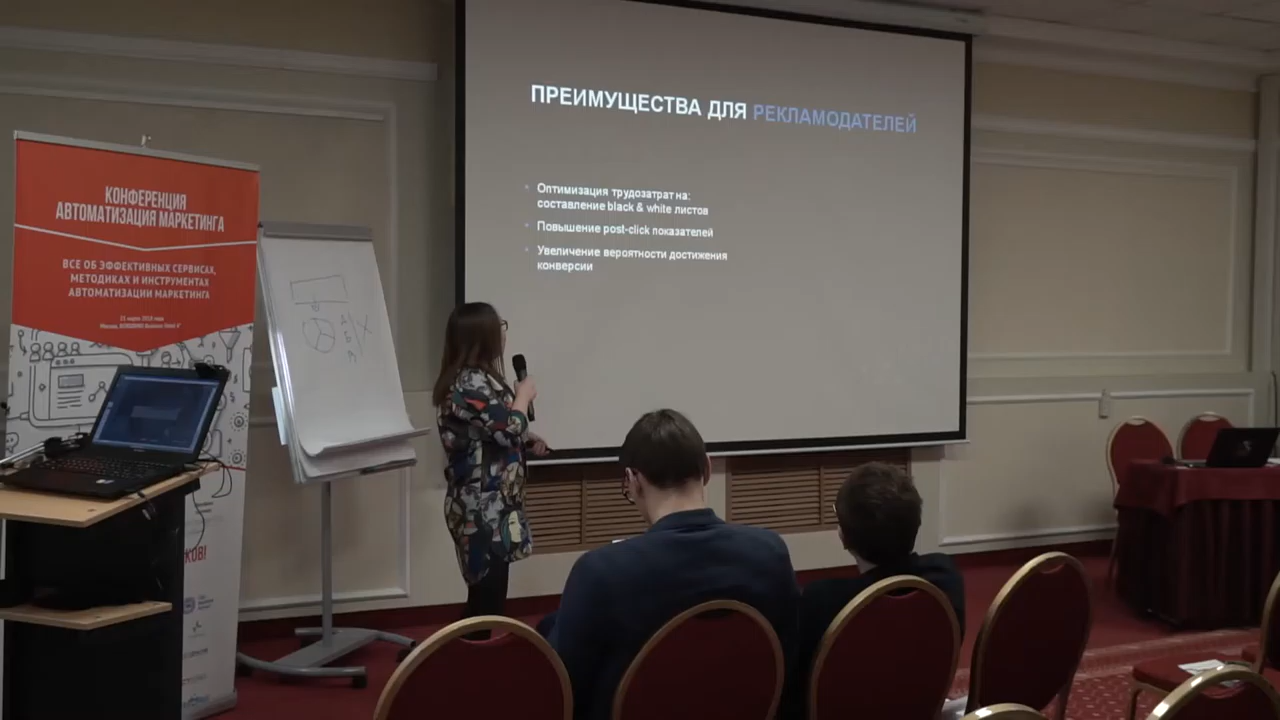 ПРЕИМУЩЕСТВА ДЛЯ РЕКЛАМОДАТЕЛЕЙ
Оптимизация трудозатрат на:
составление black & white листов
Повышение post-click показателей
Увеличение вероятности достижения
конверсии
КОНФЕРЕНЦИЯ
АВТОМАТИЗАЦИЯ МАРКЕТИНГА
ВСЕ ОБ ЭФФЕКТИВНЫХ СЕРВИСАХ,
МЕТОДИКАХ И ИНСТРУМЕНТАХ
АВТОМАТИЗАЦИИ МАРКЕТИНГА